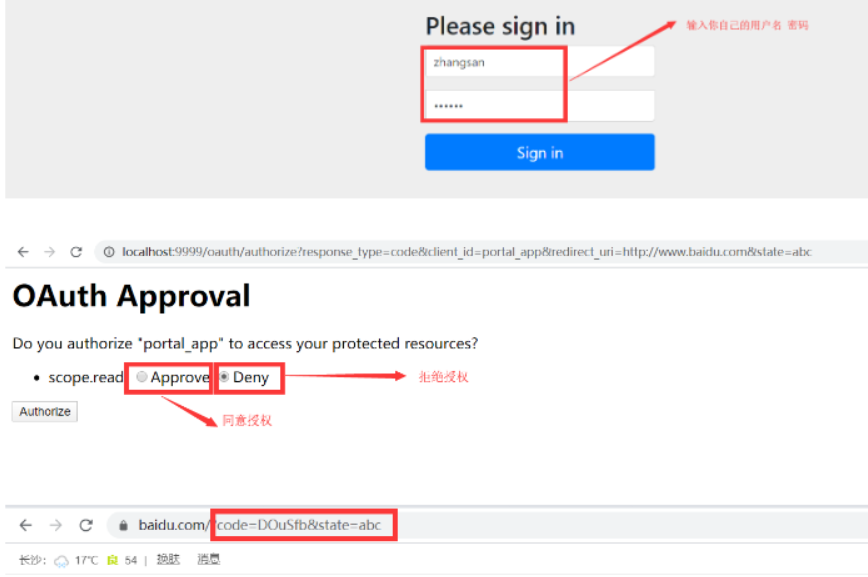 Please sign in
输入你自己的用户名 密码
zhangsan
••••••
Sign in
localhost:9999/oauth/authorize?response_type=code&client_id=portal_app&redirect_uri=http://www.baidu.com&state=abc
OAuth Approval
Do you authorize "portal_app" to access your protected resources?
• scope.read Approve Deny 拒绝授权
Authorize
同意授权
baidu.com/?code=DOuSfb&state=abc
长沙: 17℃ 良 54 | 换肤 消息